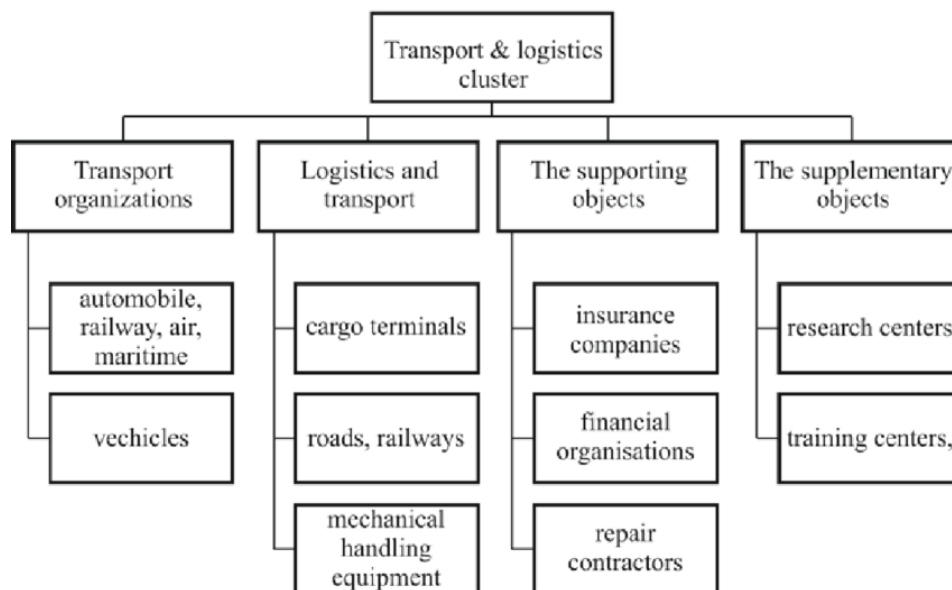 Transport & logistics
cluster
Transport
organizations
Logistics and
transport
The supporting
objects
The supplementary
objects
automobile,
railway, air,
maritime
vechicles
cargo terminals
roads, railways
mechanical
handling
equipment
insurance
companies
financial
organisations
repair
contractors
research centers
training centers,